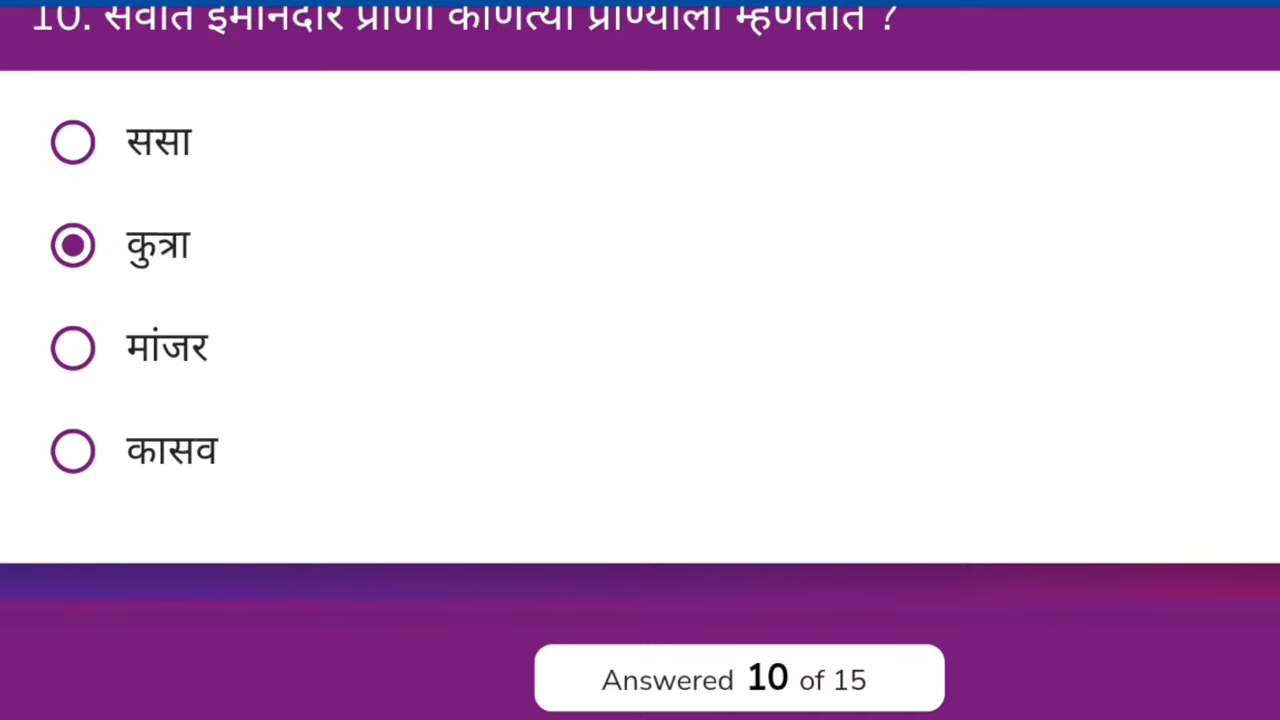 10. सर्वात इमानदार प्राणी कोणत्या प्राण्याला म्हणतात ?
ससा
कुत्रा
मांजर
कासव
Answered 10 of 15